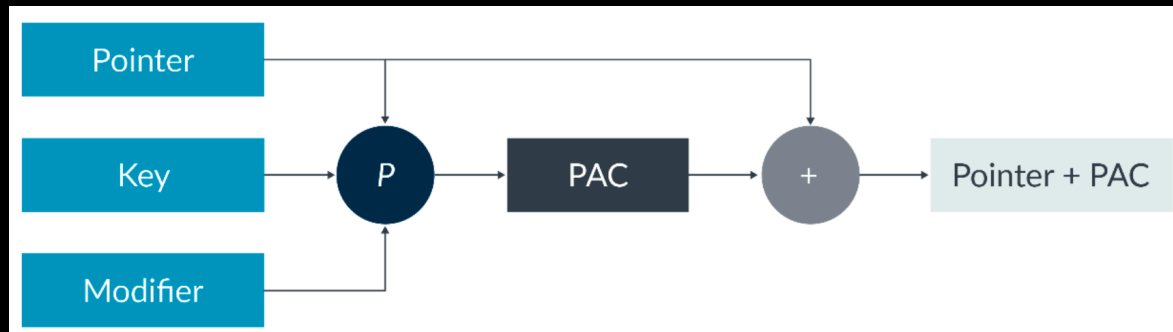 Pointer
Key
P
PAC
+
Pointer + PAC
Modifier